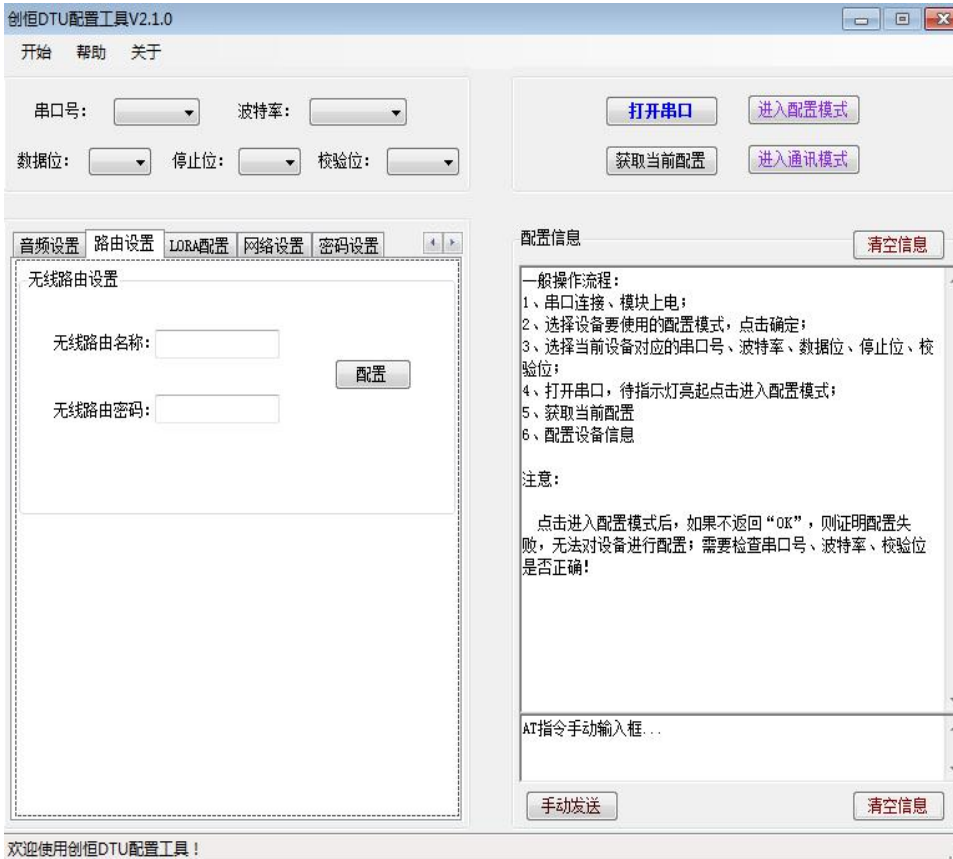 创恒DTU配置工具V2.1.0
开始 帮助 关于
串口号： 波特率：
数据位： 停止位： 校验位：
打开串口 进入配置模式
获取当前配置 进入通讯模式
音频设置 路由设置 LORA配置 网络设置 密码设置
无线路由设置
无线路由名称：
配置
无线路由密码：
配置信息 清空信息
一般操作流程：
1、串口连接、模块上电；
2、选择设备要使用的配置模式，点击确定；
3、选择当前设备对应的串口号、波特率、数据位、停止位、校
验位；
4、打开串口，待指示灯亮起点击进入配置模式；
5、获取当前配置
6、配置设备信息
注意：
点击进入配置模式后，如果不返回“OK”，则证明配置失
败，无法对设备进行配置；需要检查串口号、波特率、校验位
是否正确！
AT指令手动输入框...
手动发送 清空信息
欢迎使用创恒DTU配置工具！